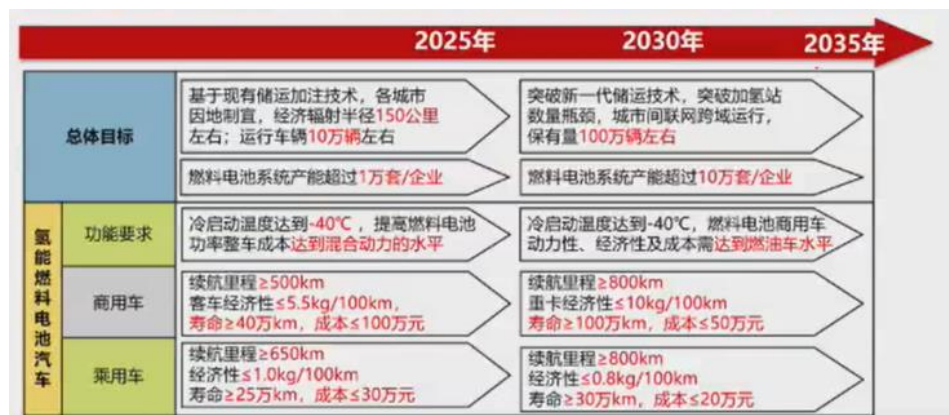 2025年
2030年
2035年
总体目标
基于现有储运加注技术，各城市
因地制宜，经济辐射半径150公里
左右；运行车辆10万辆左右
突破新一代储运技术，突破加氢站
数量瓶颈，城市间联网跨域运行，
保有量100万辆左右
燃料电池系统产能超过1万套/企业
燃料电池系统产能超过10万套/企业
氢能燃料电池汽车
功能要求
冷启动温度达到-40℃，提高燃料电池
功率整车成本达到混合动力的水平
冷启动温度达到-40℃，燃料电池商用车
动力性、经济性及成本需达到燃油车水平
商用车
续航里程≥500km
客车经济性≤5.5kg/100km，
寿命≥40万km，成本≤100万元
续航里程≥800km
重卡经济性≤10kg/100km
寿命≥100万km，成本≤50万元
乘用车
续航里程≥650km
经济性≤1.0kg/100km
寿命≥25万km，成本≤30万元
续航里程≥800km
经济性≤0.8kg/100km
寿命≥30万km，成本≤20万元